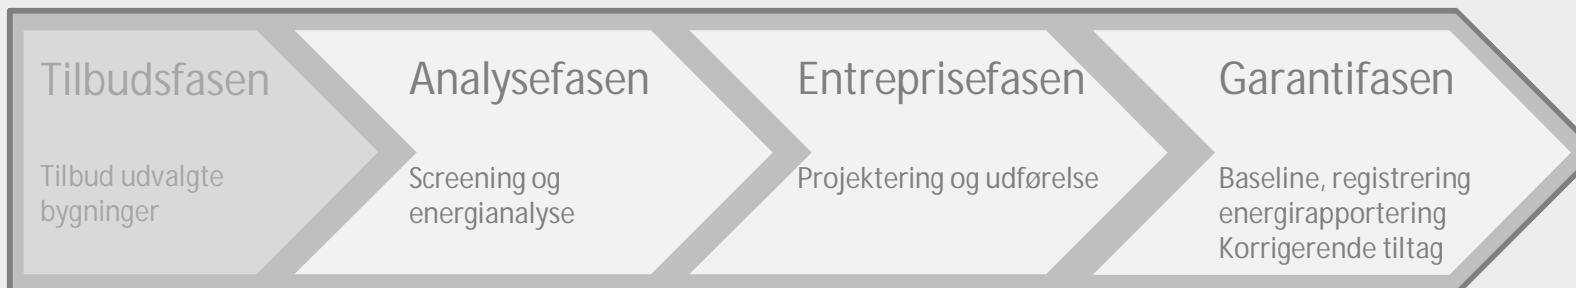 Tilbudsfasen
Tilbud udvalgte
bygninger
Analysefasen
Screening og
energianalyse
Entreprisefasen
Projektering og udførelse
Garantifasen
Baseline, registrering
energirapportering
Korrigerende tiltag